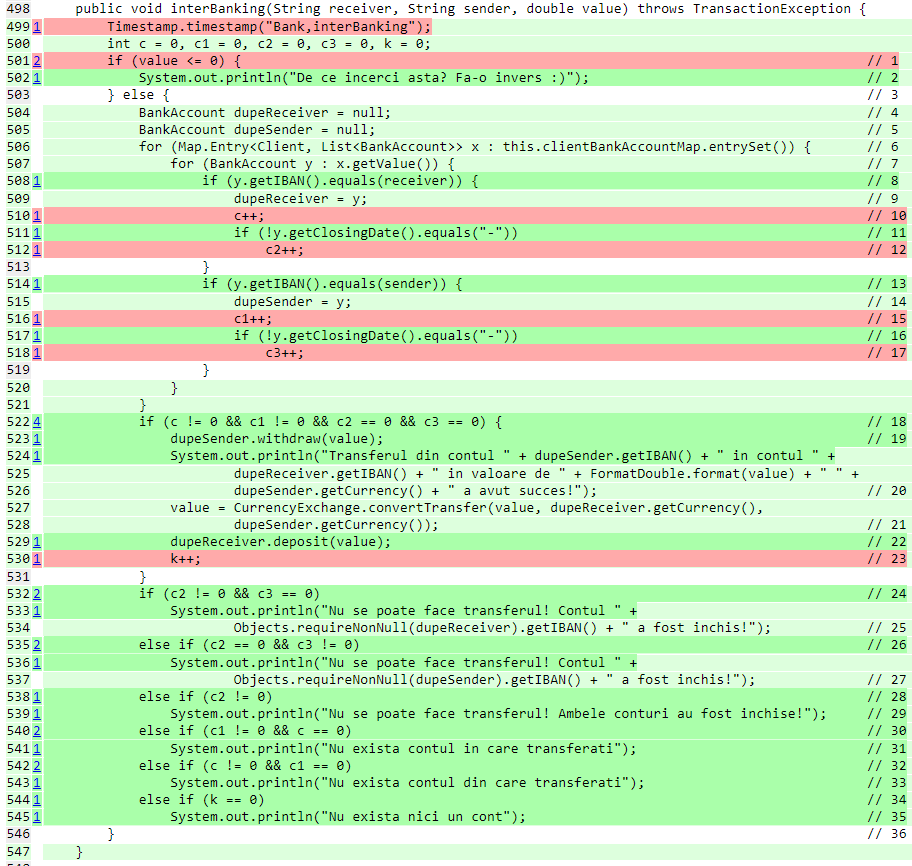 498      public void interBanking(String receiver, String sender, double value) throws TransactionException {
499 1        Timestamp.timestamp("Bank,interBanking");
500          int c = 0, c1 = 0, c2 = 0, c3 = 0, k = 0;
501 2        if (value <= 0) { // 1
502 1            System.out.println("De ce incerci asta? Fa-o invers :)"); // 2
503          } else { // 3
504              BankAccount dupeReceiver = null; // 4
505              BankAccount dupeSender = null; // 5
506              for (Map.Entry<Client, List<BankAccount>> x : this.clientBankAccountMap.entrySet()) { // 6
507                  for (BankAccount y : x.getValue()) { // 7
508 1                    if (y.getIBAN().equals(receiver)) { // 8
509                          dupeReceiver = y; // 9
510 1                        c++; // 10
511 1                        if (!y.getClosingDate().equals("-")) // 11
512 1                            c2++; // 12
513                      }
514 1                    if (y.getIBAN().equals(sender)) { // 13
515                          dupeSender = y; // 14
516 1                        c1++; // 15
517 1                        if (!y.getClosingDate().equals("-")) // 16
518 1                            c3++; // 17
519                      }
520                  }
521              }
522 4            if (c != 0 && c1 != 0 && c2 == 0 && c3 == 0) { // 18
523 1                dupeSender.withdraw(value); // 19
524 1                System.out.println("Transferul din contul " + dupeSender.getIBAN() + " in contul " +
525                          dupeReceiver.getIBAN() + " in valoare de " + FormatDouble.format(value) + " " +
526                          dupeSender.getCurrency() + " a avut succes!"); // 20
527                  value = CurrencyExchange.convertTransfer(value, dupeReceiver.getCurrency(),
528                          dupeSender.getCurrency()); // 21
529 1                dupeReceiver.deposit(value); // 22
530 1                k++; // 23
531              }
532 2            if (c2 != 0 && c3 == 0) // 24
533 1                System.out.println("Nu se poate face transferul! Contul " +
534                          Objects.requireNonNull(dupeReceiver).getIBAN() + " a fost inchis!"); // 25
535 2            else if (c2 == 0 && c3 != 0) // 26
536 1                System.out.println("Nu se poate face transferul! Contul " +
537                          Objects.requireNonNull(dupeSender).getIBAN() + " a fost inchis!"); // 27
538 1            else if (c2 != 0) // 28
539 1                System.out.println("Nu se poate face transferul! Ambele conturi au fost inchise!"); // 29
540 2            else if (c1 != 0 && c == 0) // 30
541 1                System.out.println("Nu exista contul in care transferati"); // 31
542 2            else if (c != 0 && c1 == 0) // 32
543 1                System.out.println("Nu exista contul din care transferati"); // 33
544 1            else if (k == 0) // 34
545 1                System.out.println("Nu exista nici un cont"); // 35
546          } // 36
547      }